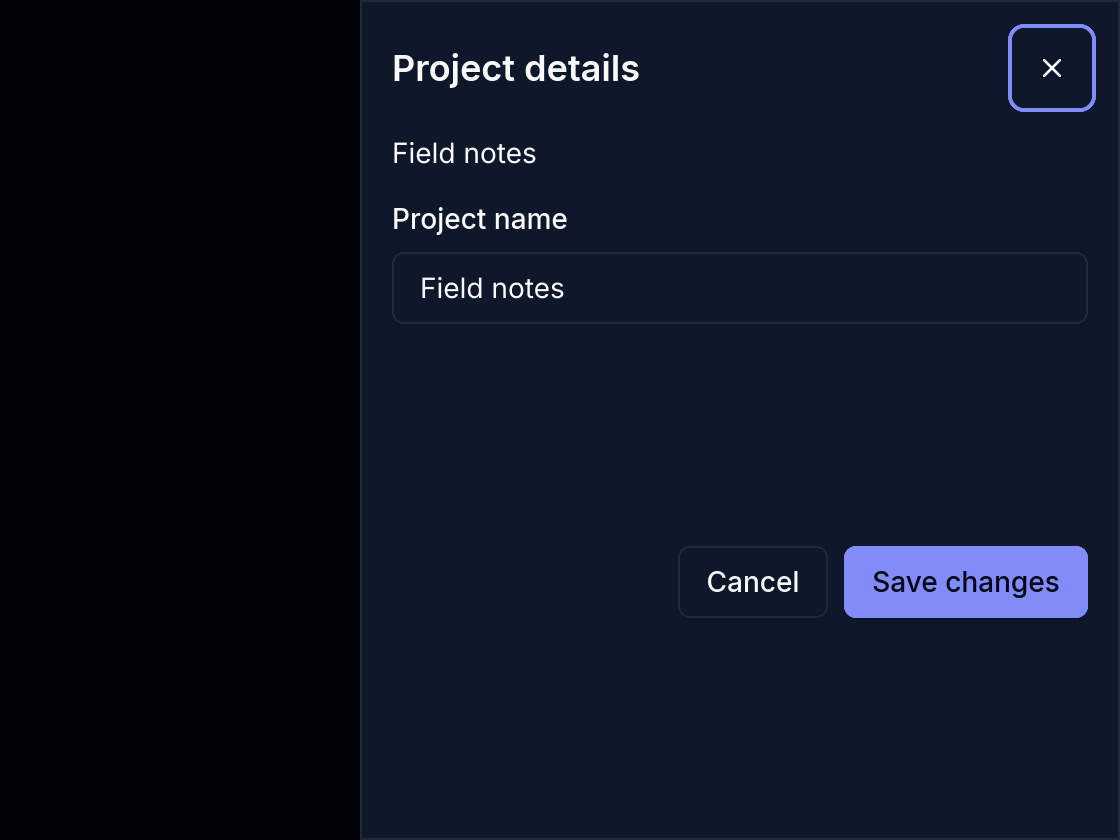 Project details
Field notes
Project name
Field notes
Cancel
Save changes